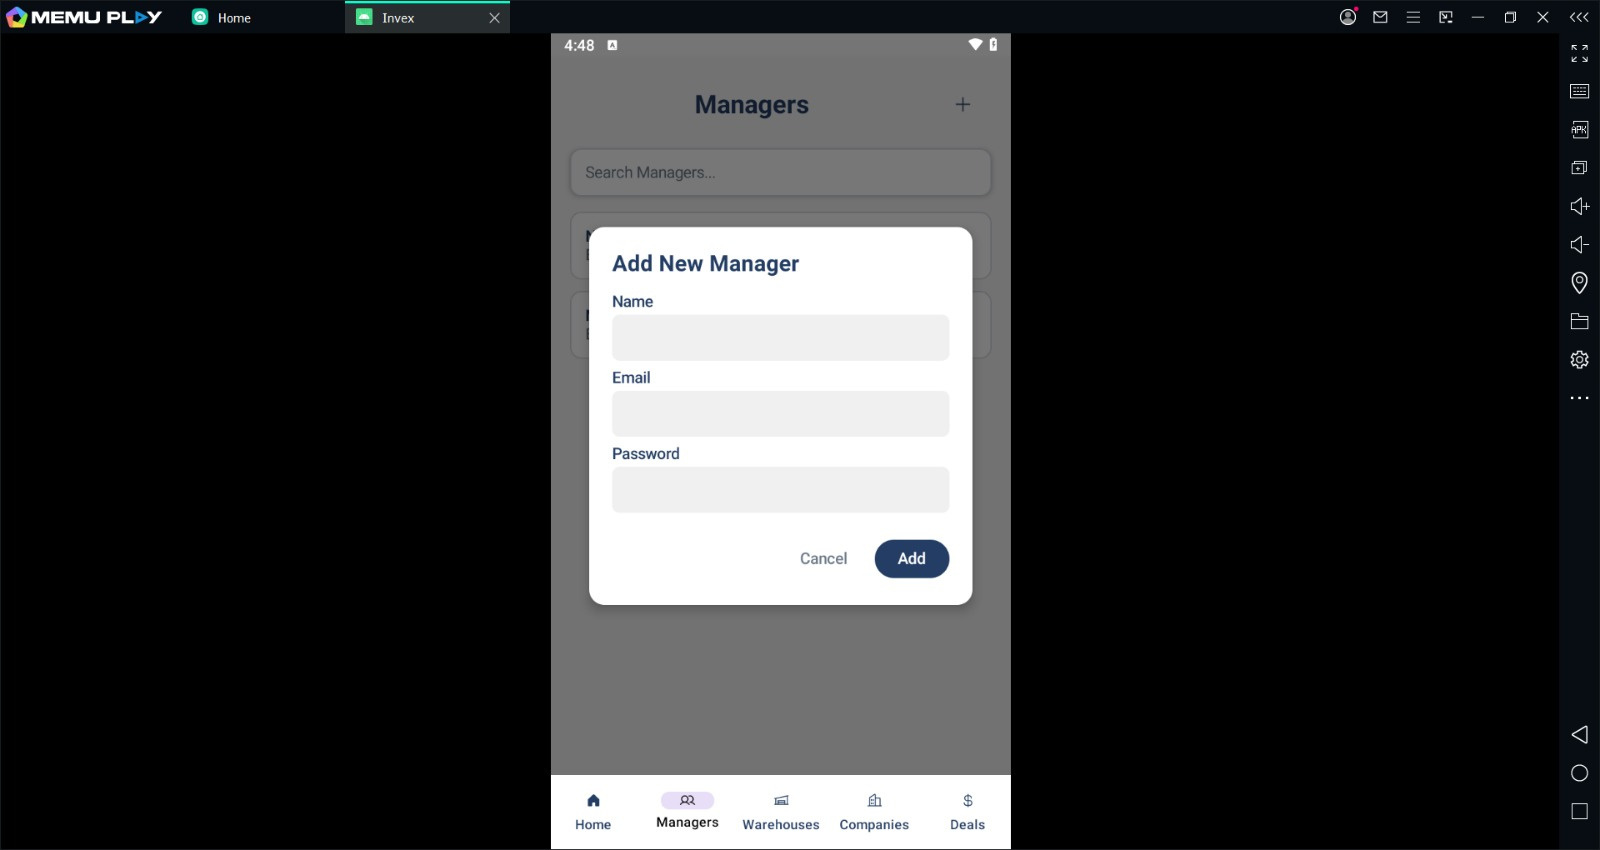 MEMU PLAY
Home
Invex
4:48
A
Managers
Search Managers...
Add New Manager
Name
Email
Password
Cancel
Add
Home
Managers
Warehouses
Companies
$
Deals
APK